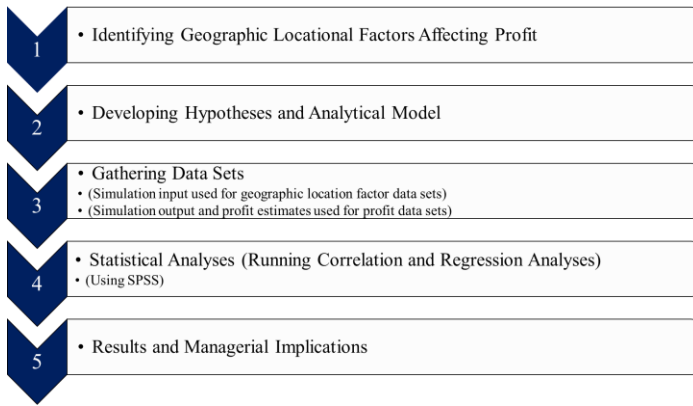 1
• Identifying Geographic Locational Factors Affecting Profit
2
• Developing Hypotheses and Analytical Model
3
• Gathering Data Sets
• (Simulation input used for geographic location factor data sets)
• (Simulation output and profit estimates used for profit data sets)
4
• Statistical Analyses (Running Correlation and Regression Analyses)
• (Using SPSS)
5
• Results and Managerial Implications